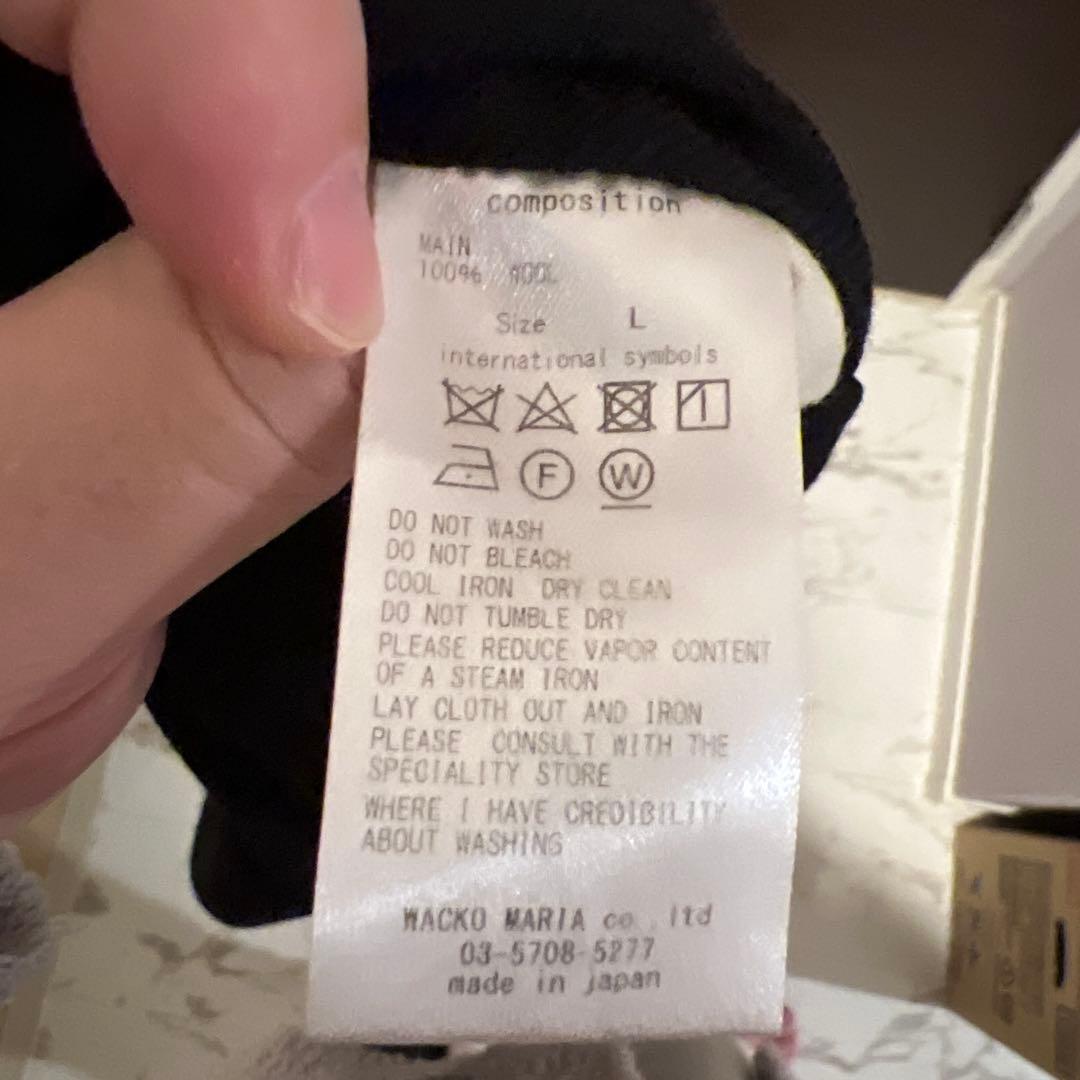 composition
MAIN
100% WOOL
Size L
international symbols
F W
DO NOT WASH
DO NOT BLEACH
COOL IRON DRY CLEAN
DO NOT TUMBLE DRY
PLEASE REDUCE VAPOR CONTENT
OF A STEAM IRON
LAY CLOTH OUT AND IRON
PLEASE CONSULT WITH THE
SPECIALITY STORE
WHERE I HAVE CREDIBILITY
ABOUT WASHING
WACKO MARIA co.,ltd
03-5708-5277
made in japan